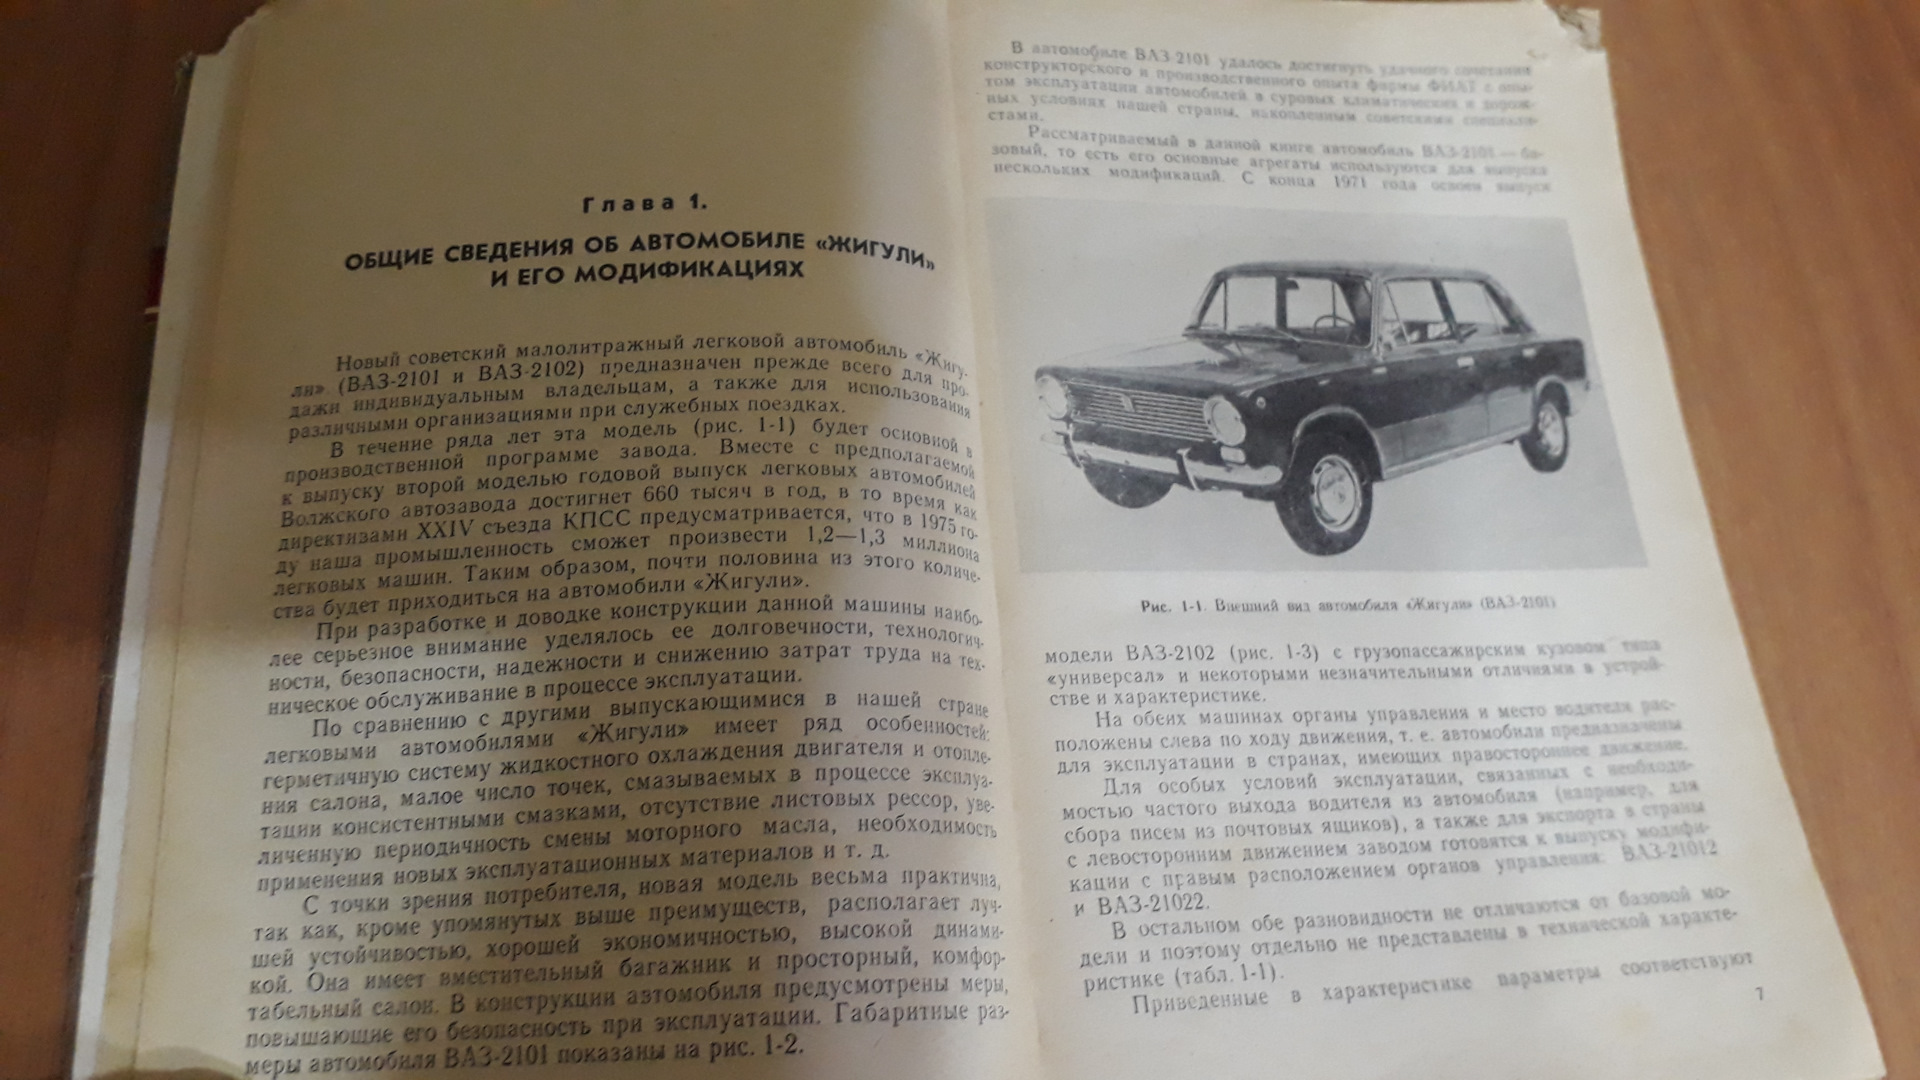 Глава 1.
ОБЩИЕ СВЕДЕНИЯ ОБ АВТОМОБИЛЕ «ЖИГУЛИ»
И ЕГО МОДИФИКАЦИЯХ
Новый советский малолитражный легковой автомобиль «Жигу-
ли» (ВАЗ-2101 и ВАЗ-2102) предназначен прежде всего для про-
дажи индивидуальным владельцам, а также для использования
различными организациями при служебных поездках.
В течение ряда лет эта модель (рис. 1-1) будет основной в
производственной программе завода. Вместе с предполагаемой
к выпуску второй моделью годовой выпуск легковых автомобилей
Волжского автозавода достигнет 660 тысяч в год, в то время как
директивами XXIV съезда КПСС предусматривается, что в 1975 го-
ду наша промышленность сможет произвести 1,2—1,3 миллиона
легковых машин. Таким образом, почти половина из этого количе-
ства будет приходиться на автомобили «Жигули».
При разработке и доводке конструкции данной машины наибо-
лее серьезное внимание уделялось ее долговечности, технологич-
ности, безопасности, надежности и снижению затрат труда на тех-
ническое обслуживание в процессе эксплуатации.
По сравнению с другими выпускающимися в нашей стране
легковыми автомобилями «Жигули» имеет ряд особенностей:
герметичную систему жидкостного охлаждения двигателя и отопле-
ния салона, малое число точек, смазываемых в процессе эксплуа-
тации консистентными смазками, отсутствие листовых рессор, уве-
личенную периодичность смены моторного масла, необходимость
применения новых эксплуатационных материалов и т. д.
С точки зрения потребителя, новая модель весьма практична,
так как, кроме упомянутых выше преимуществ, располагает луч-
шей устойчивостью, хорошей экономичностью, высокой динами-
кой. Она имеет вместительный багажник и просторный, комфор-
табельный салон. В конструкции автомобиля предусмотрены меры,
повышающие его безопасность при эксплуатации. Габаритные раз-
меры автомобиля ВАЗ-2101 показаны на рис. 1-2.
В автомобиле ВАЗ-2101 удалось достигнуть удачного сочетания
конструкторского и производственного опыта фирмы ФИАТ с опы-
том эксплуатации автомобилей в суровых климатических и дорож-
ных условиях нашей страны, накопленным советскими специали-
стами.
Рассматриваемый в данной книге автомобиль ВАЗ-2101 — ба-
зовый, то есть его основные агрегаты используются для выпуска
нескольких модификаций. С конца 1971 года освоен выпуск
Рис. 1-1. Внешний вид автомобиля «Жигули» (ВАЗ-2101)
модели ВАЗ-2102 (рис. 1-3) с грузопассажирским кузовом типа
«универсал» и некоторыми незначительными отличиями в устрой-
стве и характеристике.
На обеих машинах органы управления и место водителя рас-
положены слева по ходу движения, т. е. автомобили предназначены
для эксплуатации в странах, имеющих правостороннее движение.
Для особых условий эксплуатации, связанных с необходи-
мостью частого выхода водителя из автомобиля (например, для
сбора писем из почтовых ящиков), а также для экспорта в страны
с левосторонним движением заводом готовятся к выпуску модифи-
кации с правым расположением органов управления: ВАЗ-21012
и ВАЗ-21022.
В остальном обе разновидности не отличаются от базовой мо-
дели и поэтому отдельно не представлены в технической характе-
ристике (табл. 1-1).
Приведенные в характеристике параметры соответствуют
7